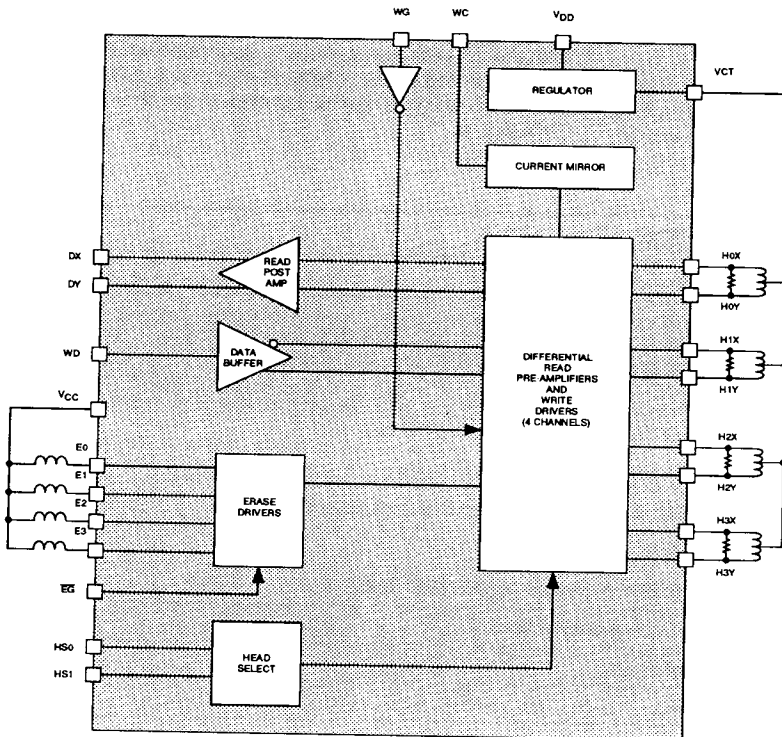 WG
WC
VDD
VCT
REGULATOR
CURRENT MIRROR
DX
DY
READ
POST
AMP
WD
DATA
BUFFER
VCC
DIFFERENTIAL
READ
PRE AMPLIFIERS
AND
WRITE
DRIVERS
(4 CHANNELS)
H0X
H0Y
H1X
H1Y
H2X
H2Y
H3X
H3Y
E0
E1
E2
E3
ERASE
DRIVERS
EG
HS0
HS1
HEAD
SELECT